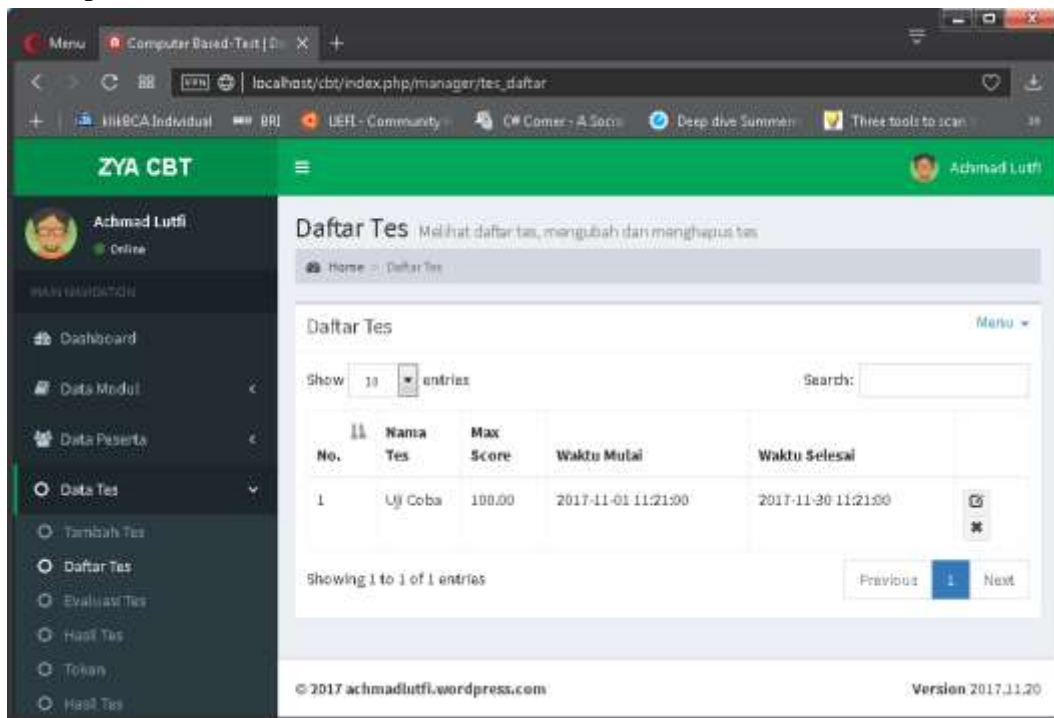 Menu Computer Based-Test | D
VPN localhost/cbt/index.php/manager/tes_daftar
klikBCA Individual BRI UEFI - Community C# Corner - A Soci Deep dive Summer Three tools to scan
ZYA CBT Achmad Lutfi
Achmad Lutfi
Online
MAIN NAVIGATION
Dashboard
Data Modul
Data Peserta
Data Tes
Tambah Tes
Daftar Tes
Evaluasi Tes
Hasil Tes
Token
Hasil Tes
Daftar Tes Melihat daftar tes, mengubah dan menghapus tes
Home > Daftar Tes
Daftar Tes Menu
Show 10 entries Search:
No. Nama Tes Max Score Waktu Mulai Waktu Selesai
1 Uji Coba 100.00 2017-11-01 11:21:00 2017-11-30 11:21:00
Showing 1 to 1 of 1 entries Previous 1 Next
© 2017 achmadlutfi.wordpress.com Version 2017.11.20